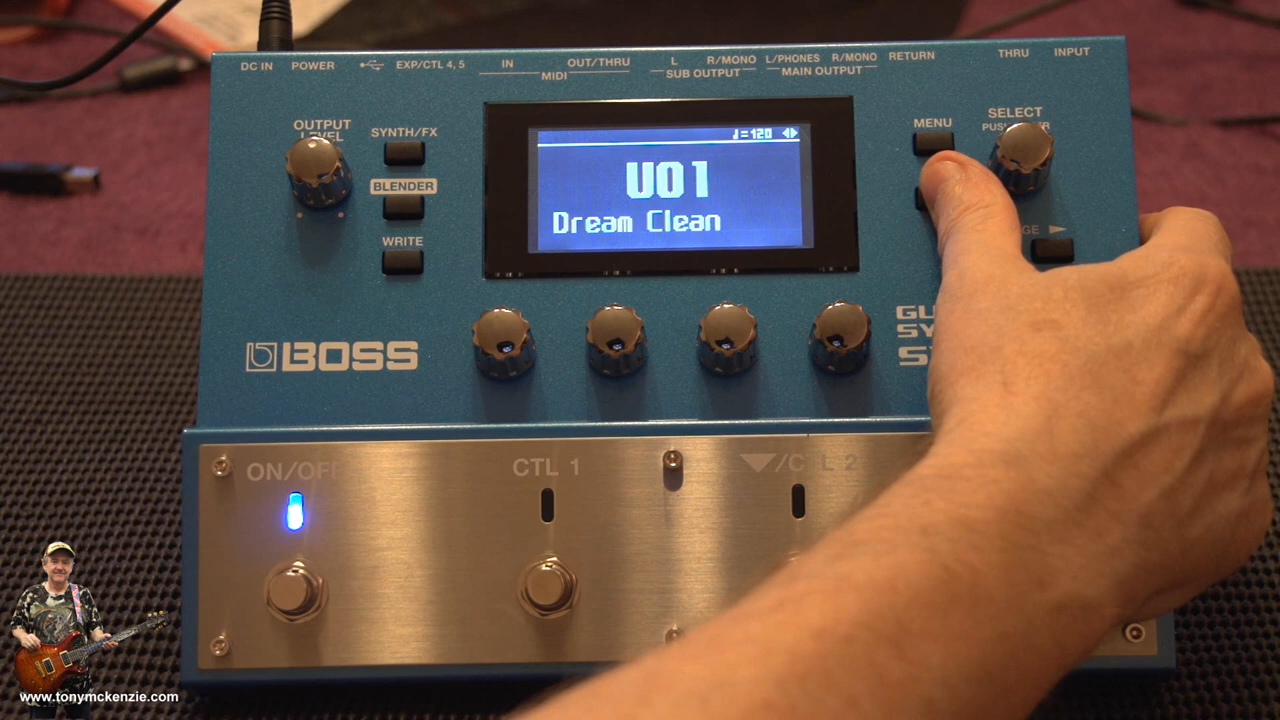 DC IN POWER EXP/CTL 4, 5 IN OUT/THRU L R/MONO L/PHONES R/MONO RETURN THRU INPUT
MIDI SUB OUTPUT MAIN OUTPUT
OUTPUT
LEVEL
SYNTH/FX
BLENDER
WRITE
♩=120
U01
Dream Clean
MENU
SELECT
BOSS
ON/OFF
CTL 1
www.tonymckenzie.com